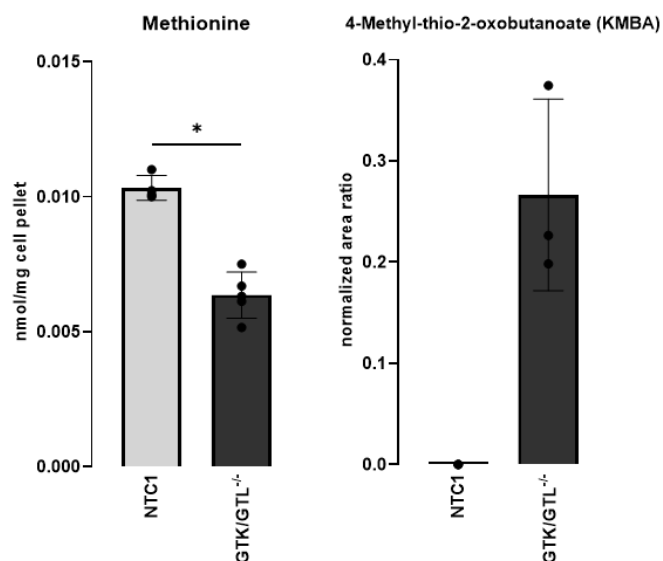 Methionine
nmol/mg cell pellet
0.015
0.010
0.005
0.000
*
NTC1
GTK/GTL-/-
4-Methyl-thio-2-oxobutanoate (KMBA)
normalized area ratio
0.4
0.3
0.2
0.1
0.0
NTC1
GTK/GTL-/-